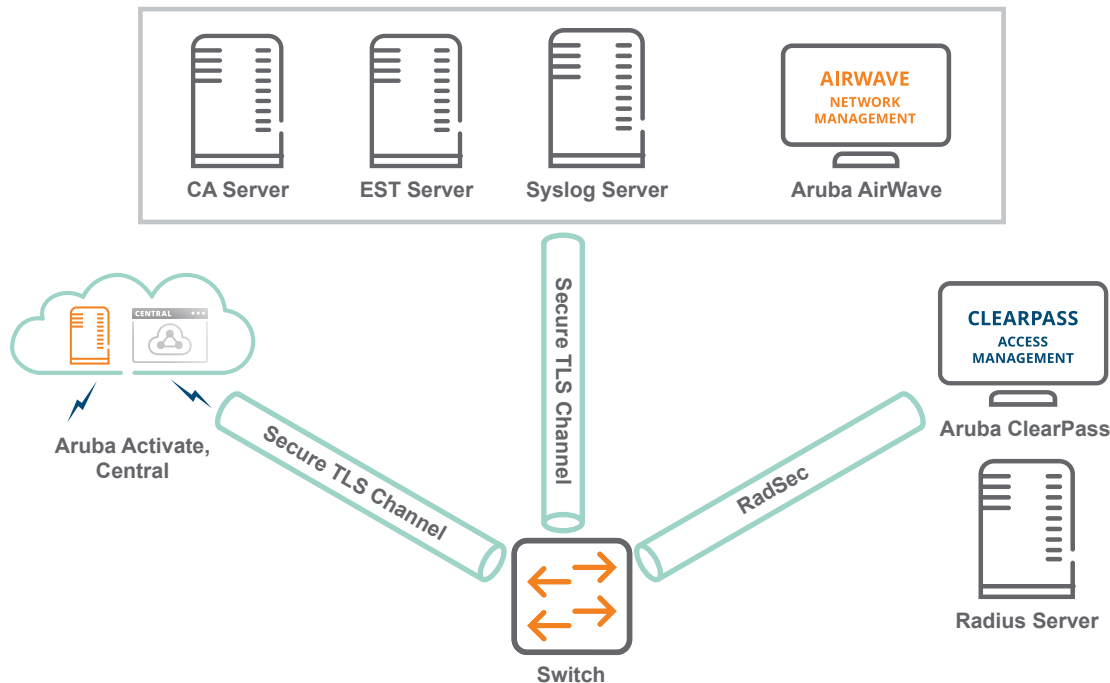 AIRWAVE
NETWORK
MANAGEMENT
CA Server
EST Server
Syslog Server
Aruba AirWave
Secure TLS Channel
CENTRAL
Aruba Activate,
Central
Secure TLS Channel
CLEARPASS
ACCESS
MANAGEMENT
Aruba ClearPass
RadSec
Radius Server
Switch